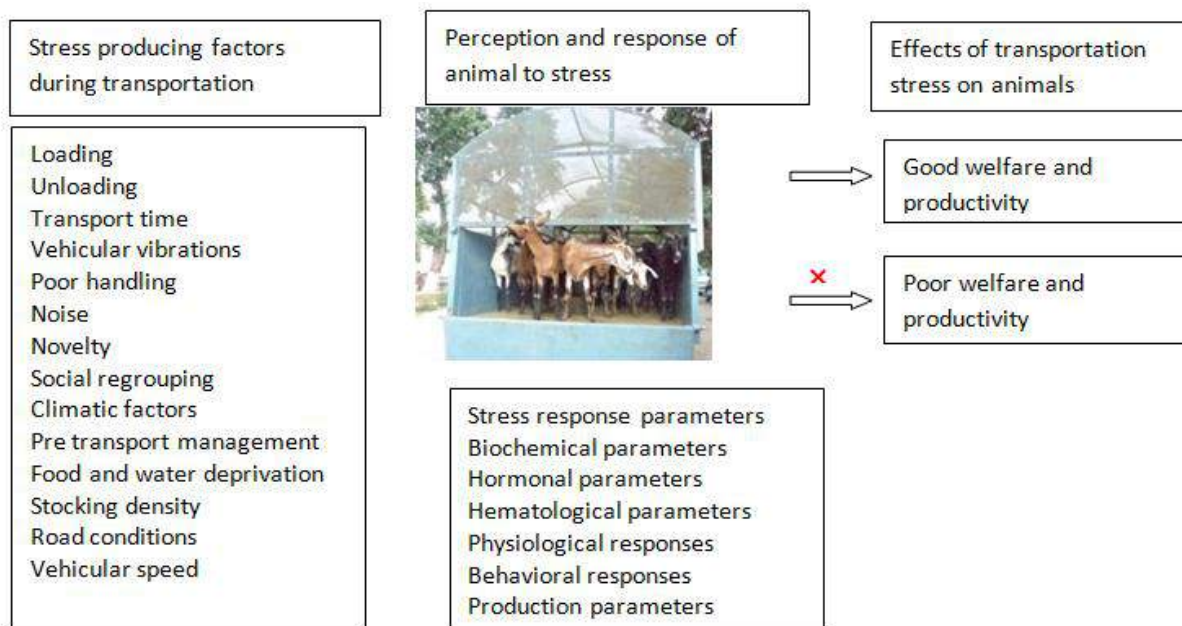 Stress producing factors
during transportation
Loading
Unloading
Transport time
Vehicular vibrations
Poor handling
Noise
Novelty
Social regrouping
Climatic factors
Pre transport management
Food and water deprivation
Stocking density
Road conditions
Vehicular speed
Perception and response of
animal to stress
Stress response parameters
Biochemical parameters
Hormonal parameters
Hematological parameters
Physiological responses
Behavioral responses
Production parameters
Effects of transportation
stress on animals
Good welfare and
productivity
Poor welfare and
productivity